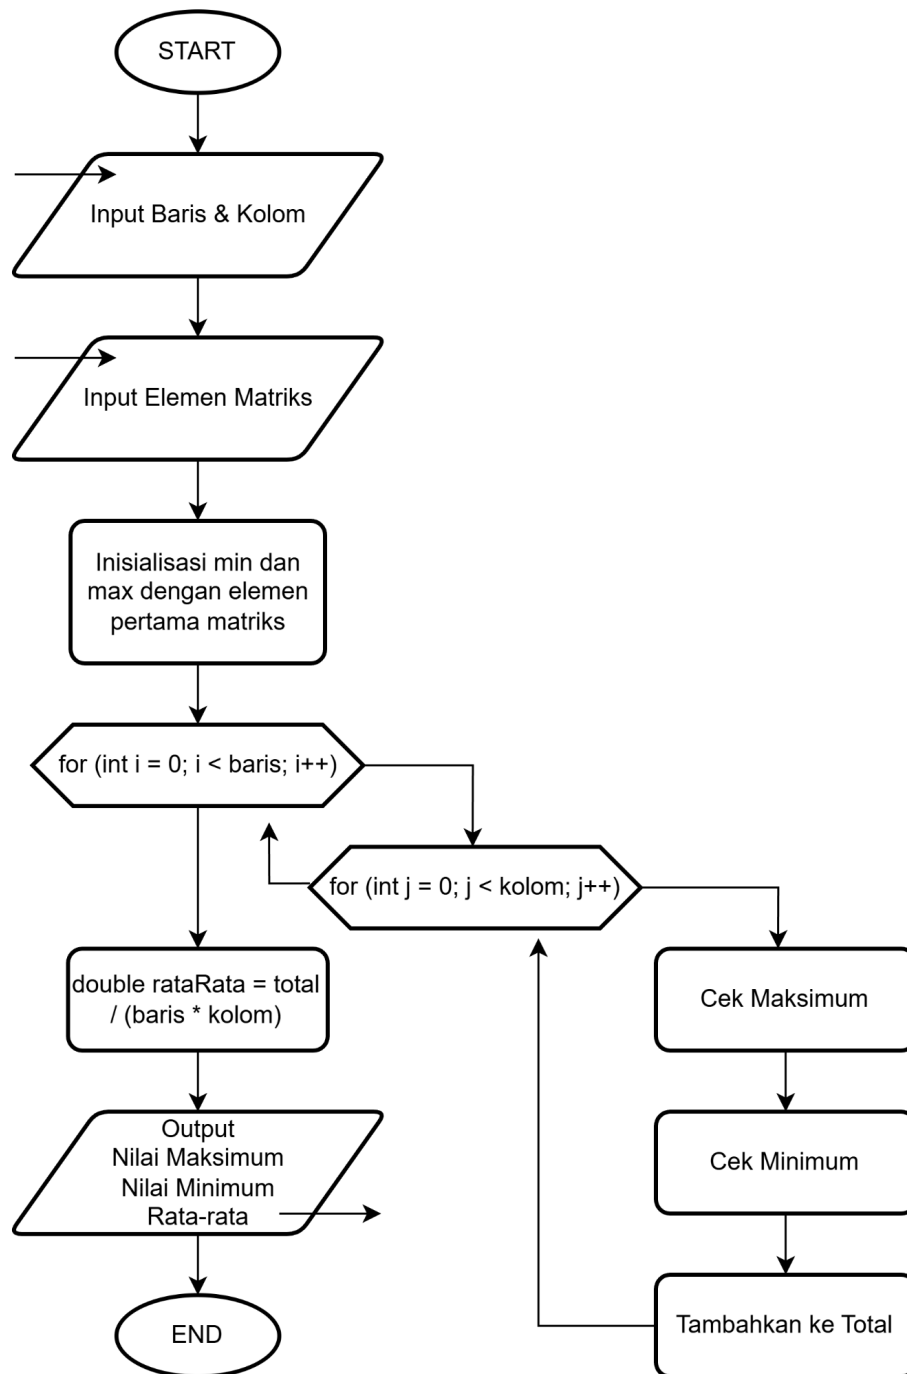 START
Input Baris & Kolom
Input Elemen Matriks
Inisialisasi min dan
max dengan elemen
pertama matriks
for (int i = 0; i < baris; i++)
for (int j = 0; j < kolom; j++)
Cek Maksimum
Cek Minimum
Tambahkan ke Total
double rataRata = total
/ (baris * kolom)
Output
Nilai Maksimum
Nilai Minimum
Rata-rata
END